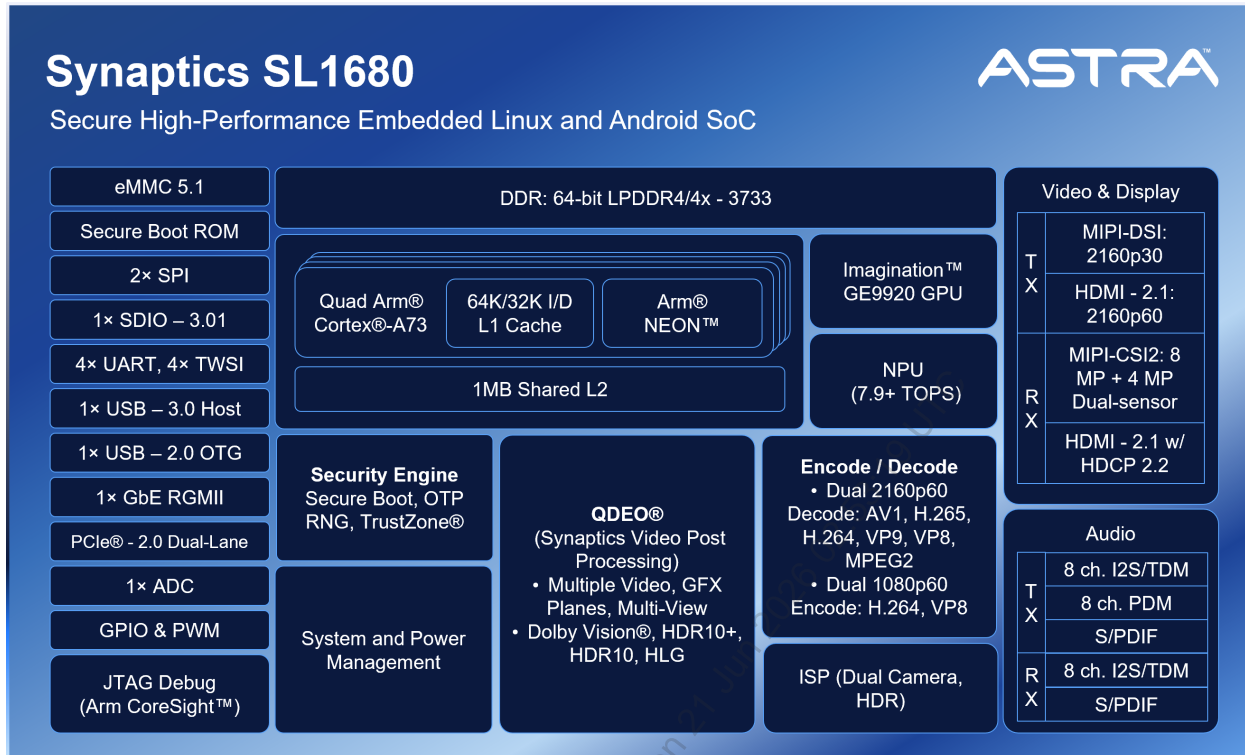 Synaptics SL1680
ASTRA™
Secure High-Performance Embedded Linux and Android SoC
eMMC 5.1
Secure Boot ROM
2× SPI
1× SDIO – 3.01
4× UART, 4× TWSI
1× USB – 3.0 Host
1× USB – 2.0 OTG
1× GbE RGMII
PCIe® - 2.0 Dual-Lane
1× ADC
GPIO & PWM
JTAG Debug
(Arm CoreSight™)
DDR: 64-bit LPDDR4/4x - 3733
Quad Arm®
Cortex®-A73
64K/32K I/D
L1 Cache
Arm®
NEON™
1MB Shared L2
Imagination™
GE9920 GPU
NPU
(7.9+ TOPS)
Security Engine
Secure Boot, OTP
RNG, TrustZone®
System and Power
Management
QDEO®
(Synaptics Video Post
Processing)
• Multiple Video, GFX
Planes, Multi-View
• Dolby Vision®, HDR10+,
HDR10, HLG
Encode / Decode
• Dual 2160p60
Decode: AV1, H.265,
H.264, VP9, VP8,
MPEG2
• Dual 1080p60
Encode: H.264, VP8
ISP (Dual Camera,
HDR)
Video & Display
TX
MIPI-DSI:
2160p30
HDMI - 2.1:
2160p60
RX
MIPI-CSI2: 8
MP + 4 MP
Dual-sensor
HDMI - 2.1 w/
HDCP 2.2
Audio
TX
8 ch. I2S/TDM
8 ch. PDM
S/PDIF
RX
8 ch. I2S/TDM
S/PDIF
21 Jun 2026